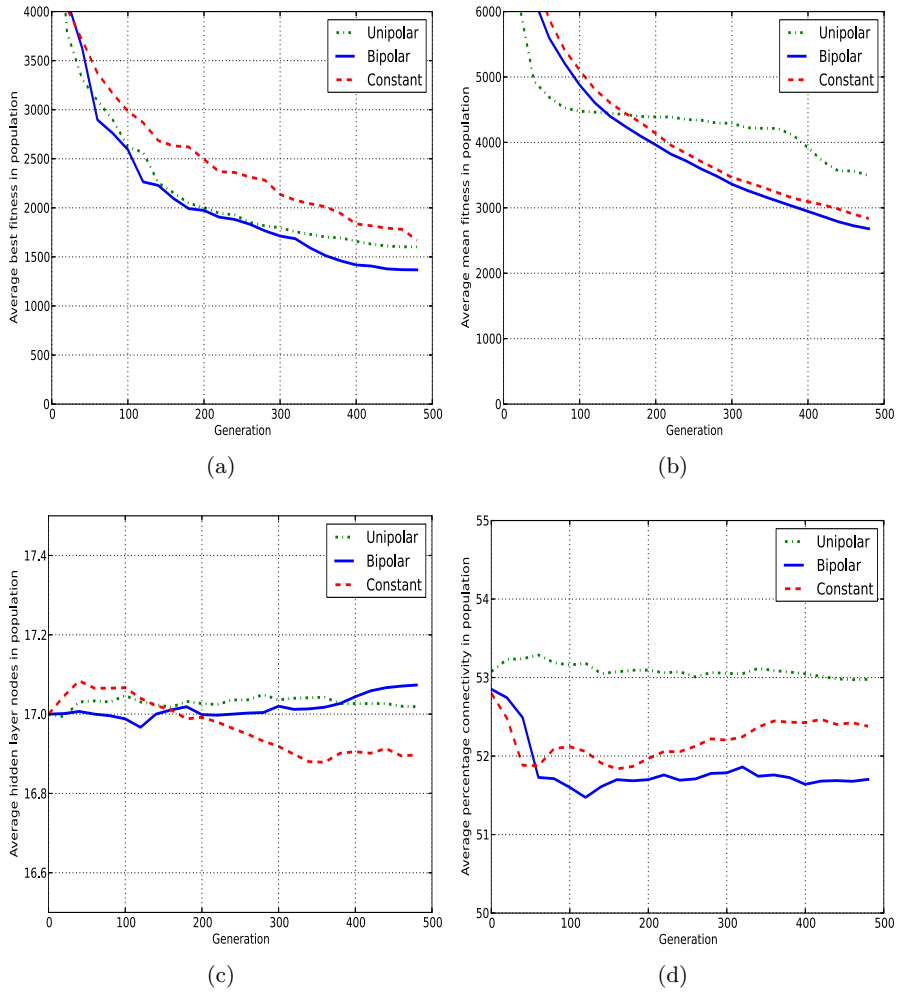 4000
3500
3000
2500
2000
1500
1000
500
0
0 100 200 300 400 500
Average best fitness in population
Generation
Unipolar
Bipolar
Constant
(a)
6000
5000
4000
3000
2000
1000
0
0 100 200 300 400 500
Average mean fitness in population
Generation
Unipolar
Bipolar
Constant
(b)
17.4
17.2
17.0
16.8
16.6
0 100 200 300 400 500
Average hidden layer nodes in population
Generation
Unipolar
Bipolar
Constant
(c)
55
54
53
52
51
50
0 100 200 300 400 500
Average percentage connectivity in population
Generation
Unipolar
Bipolar
Constant
(d)